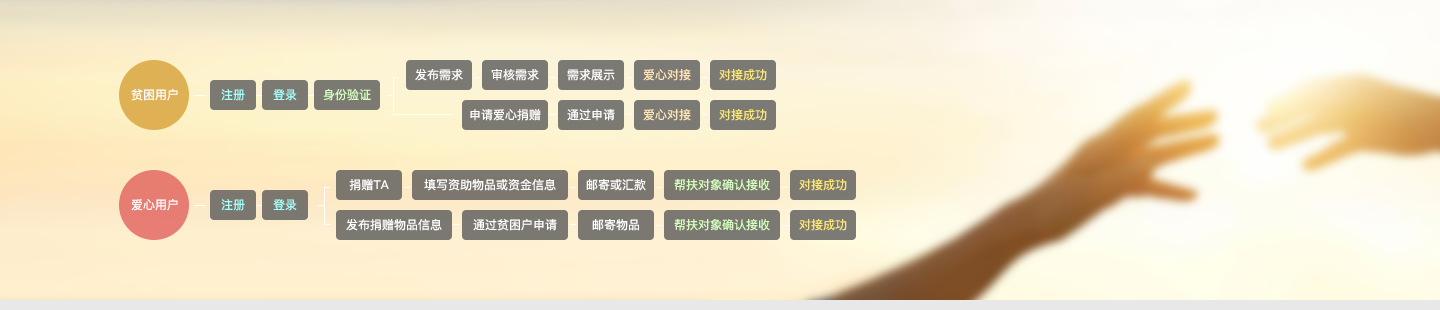 贫困用户 注册 登录 身份验证
发布需求 审核需求 需求展示 爱心对接 对接成功
申请爱心捐赠 通过申请 爱心对接 对接成功
爱心用户 注册 登录
捐赠TA 填写资助物品或资金信息 邮寄或汇款 帮扶对象确认接收 对接成功
发布捐赠物品信息 通过贫困户申请 邮寄物品 帮扶对象确认接收 对接成功